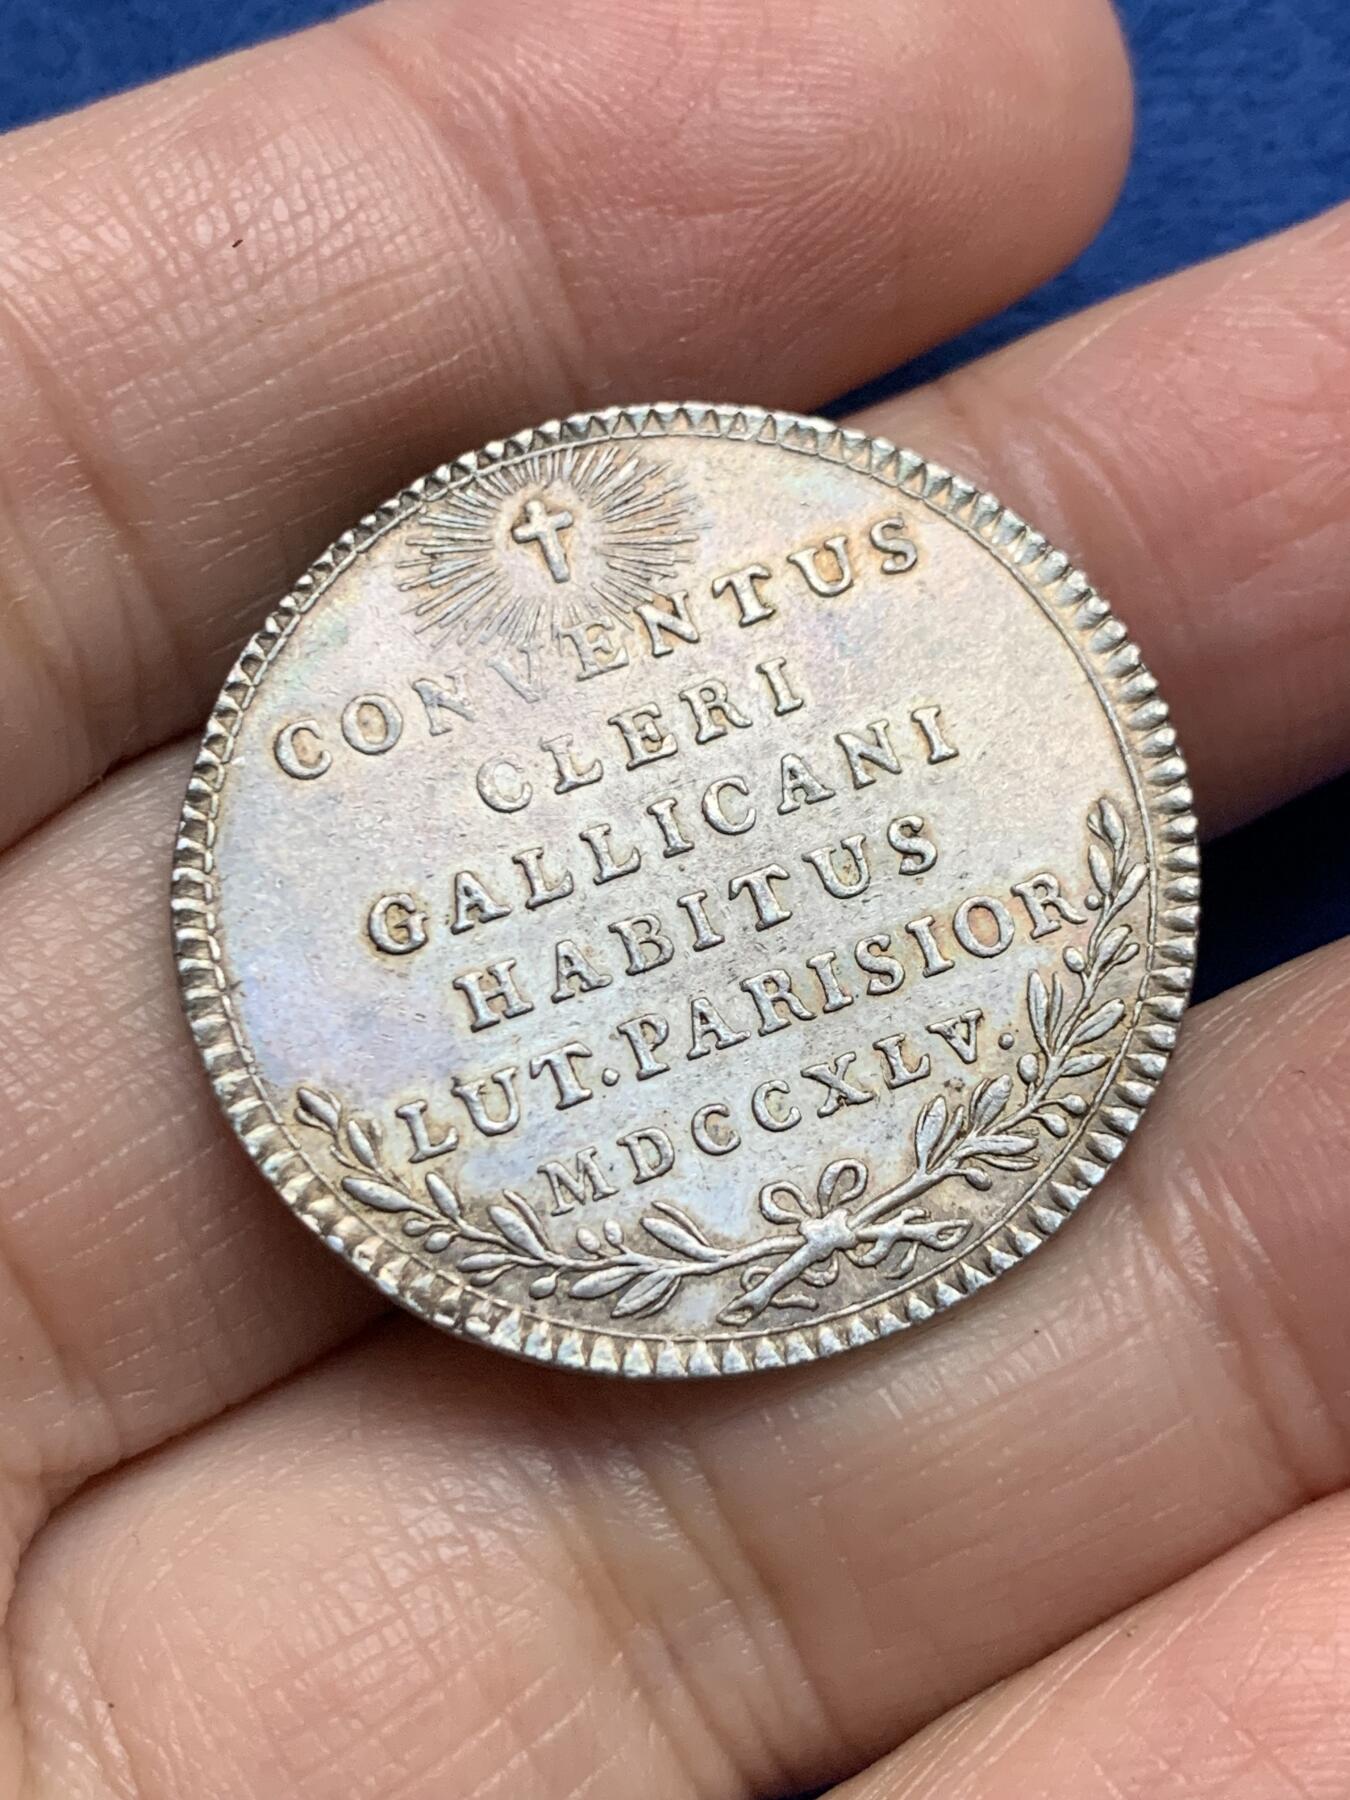 CONVENTUS
CLERI
GALLICANI
HABITUS
LUT. PARISIOR.
MDCCXLV.